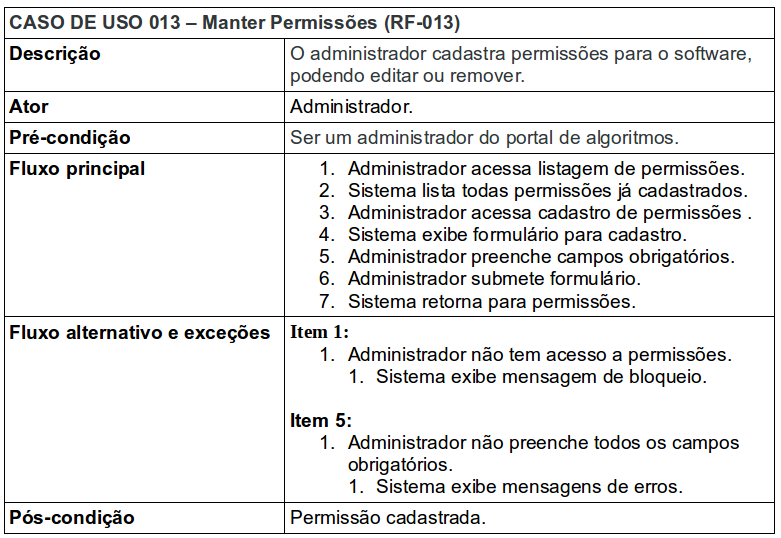 CASO DE USO 013 – Manter Permissões (RF-013)
Descrição
O administrador cadastra permissões para o software,
podendo editar ou remover.
Ator
Administrador.
Pré-condição
Ser um administrador do portal de algoritmos.
Fluxo principal
1. Administrador acessa listagem de permissões.
2. Sistema lista todas permissões já cadastrados.
3. Administrador acessa cadastro de permissões .
4. Sistema exibe formulário para cadastro.
5. Administrador preenche campos obrigatórios.
6. Administrador submete formulário.
7. Sistema retorna para permissões.
Fluxo alternativo e exceções
Item 1:
1. Administrador não tem acesso a permissões.
1. Sistema exibe mensagem de bloqueio.
Item 5:
1. Administrador não preenche todos os campos
obrigatórios.
1. Sistema exibe mensagens de erros.
Pós-condição
Permissão cadastrada.